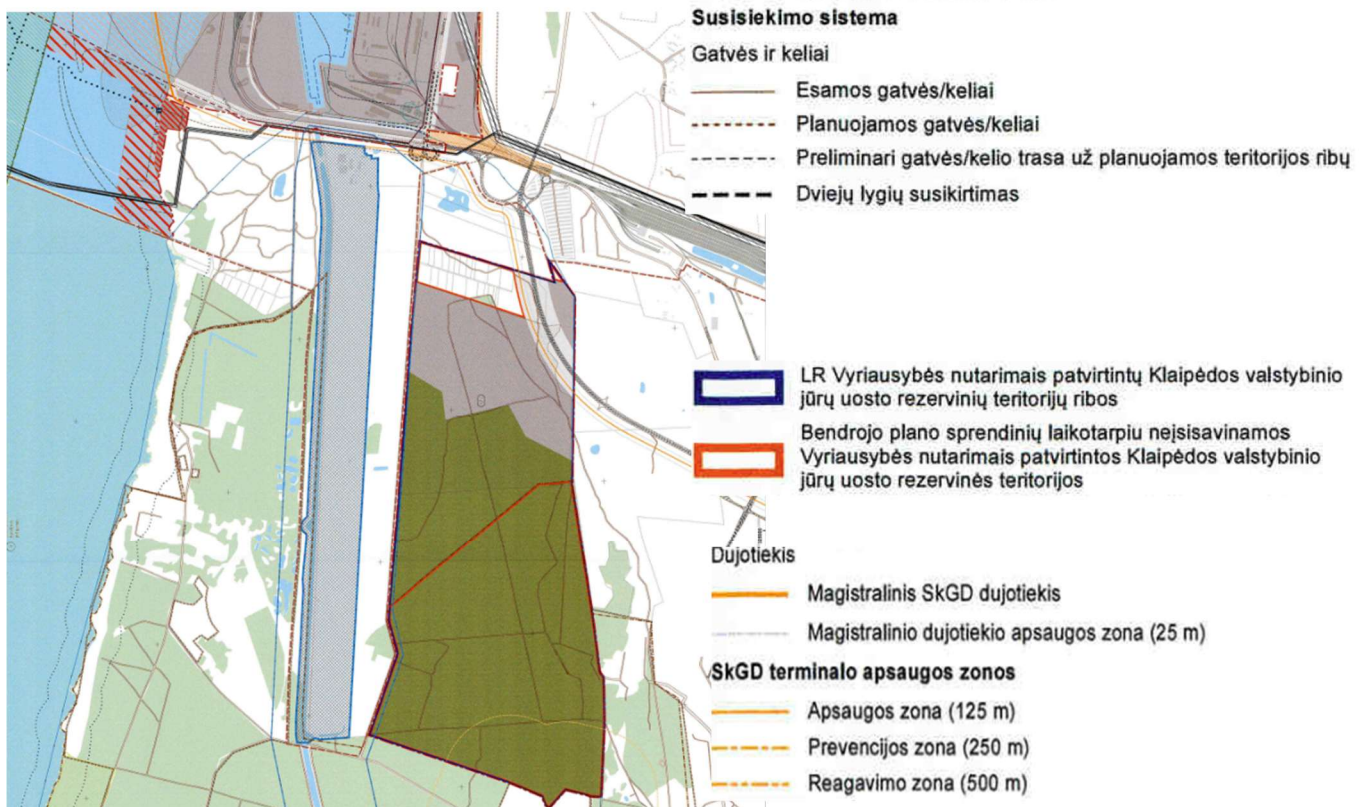 Susisiekimo sistema
Gatvės ir keliai
Esamos gatvės/keliai
Planuojamos gatvės/keliai
Preliminari gatvės/kelio trasa už planuojamos teritorijos ribų
Dviejų lygių susikirtimas
LR Vyriausybės nutarimais patvirtintų Klaipėdos valstybinio
jūrų uosto rezervinių teritorijų ribos
Bendrojo plano sprendinių laikotarpiu neįsisavinamos
Vyriausybės nutarimais patvirtintos Klaipėdos valstybinio
jūrų uosto rezervinės teritorijos
Dujotiekis
Magistralinis SkGD dujotiekis
Magistralinio dujotiekio apsaugos zona (25 m)
SkGD terminalo apsaugos zonos
Apsaugos zona (125 m)
Prevencijos zona (250 m)
Reagavimo zona (500 m)